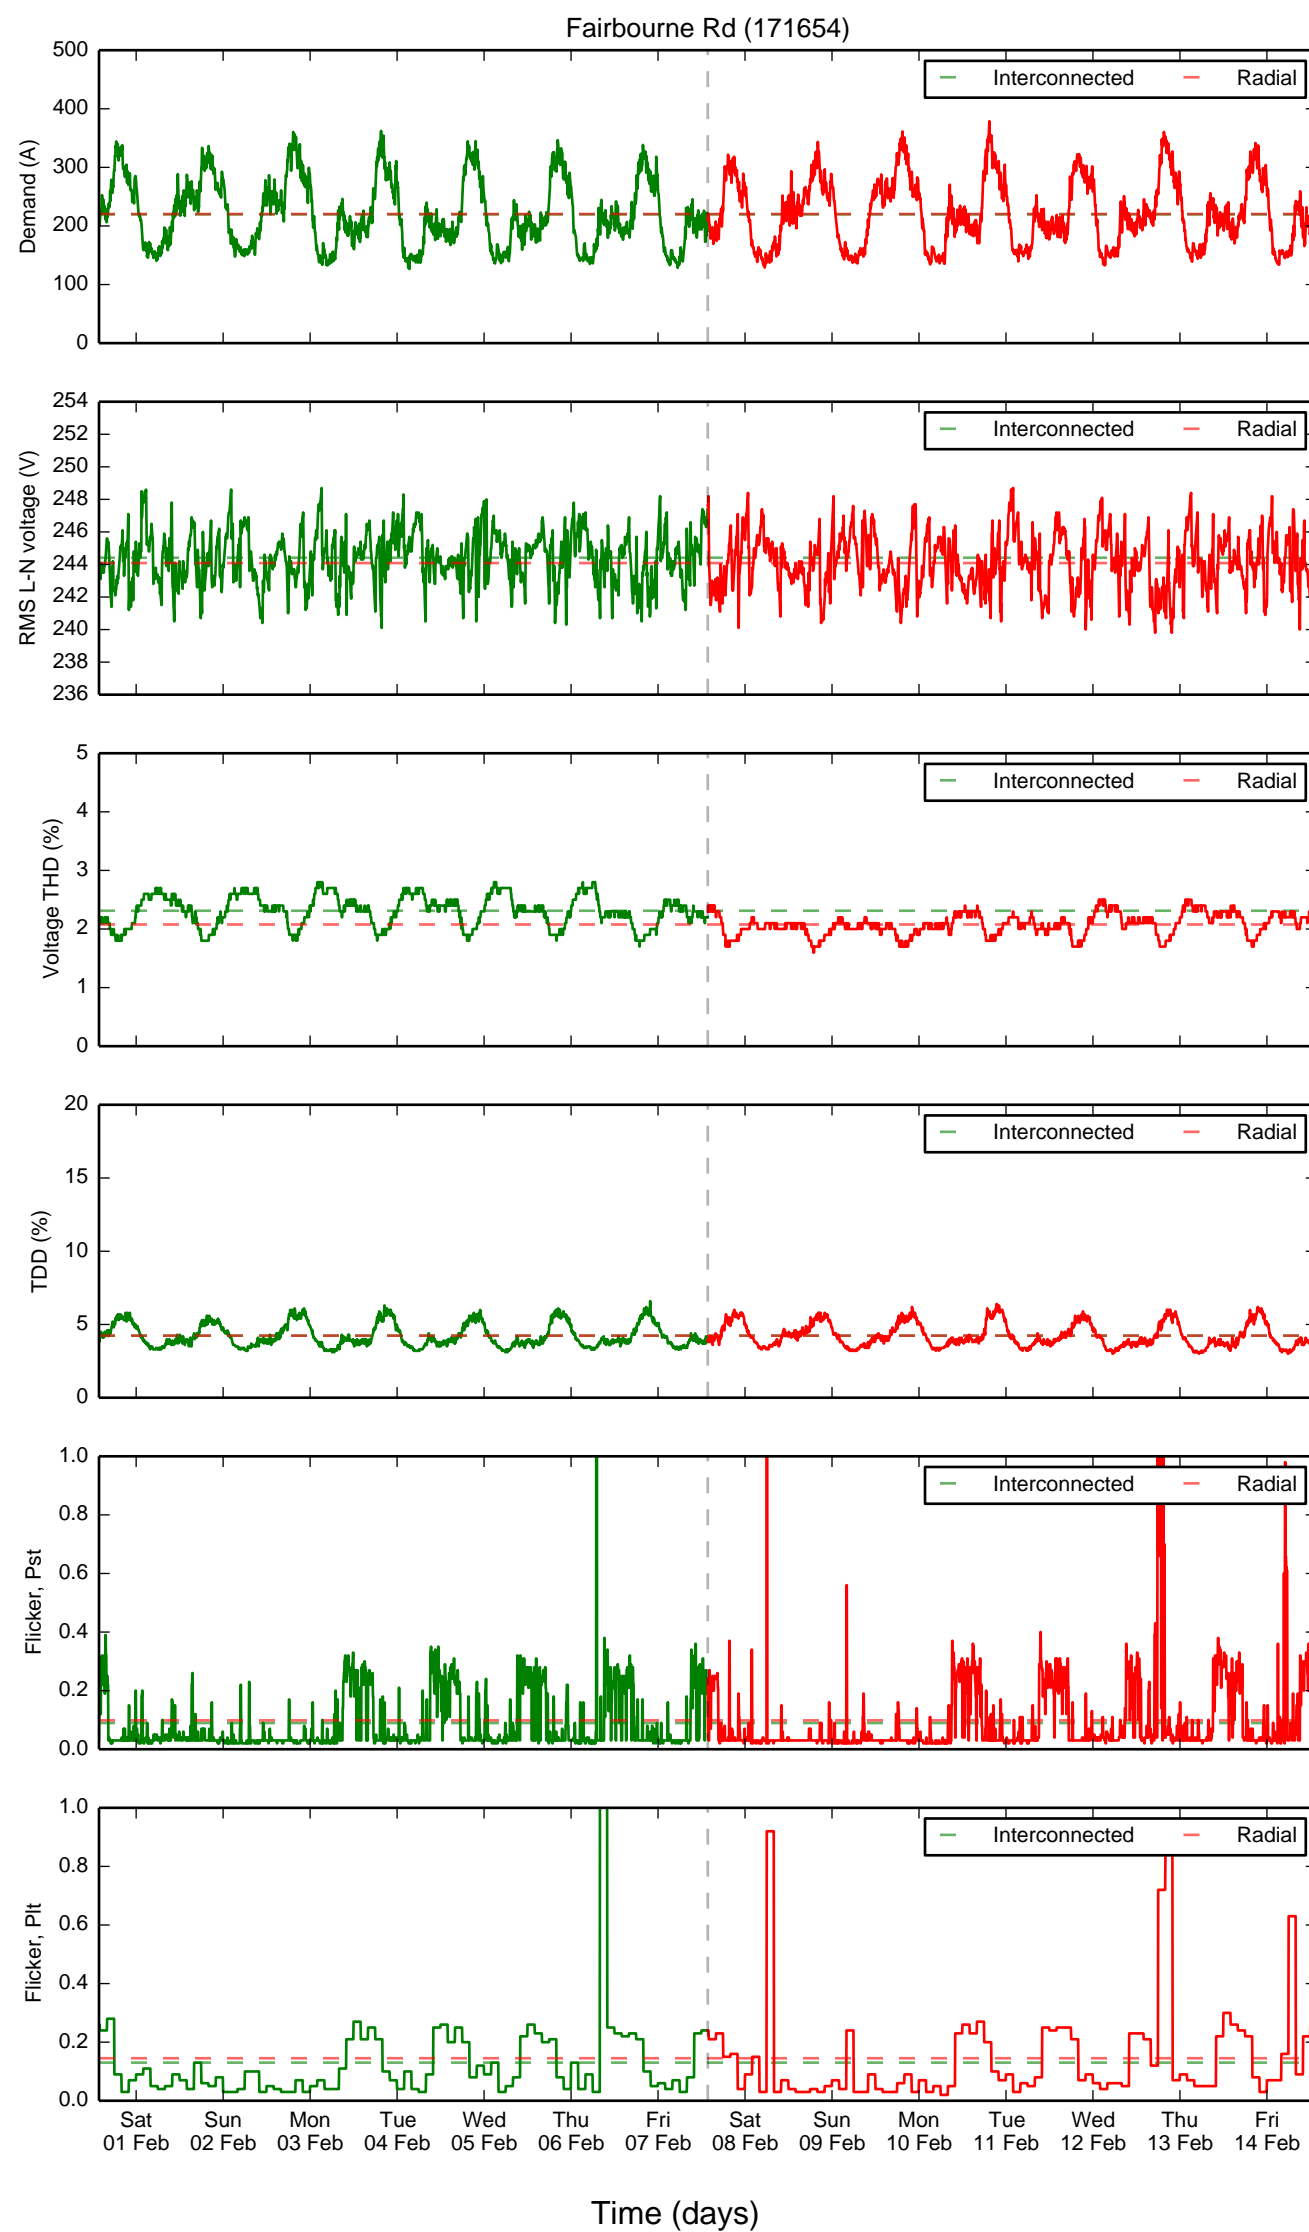 Fairbourne Rd (171654)
Demand (A)
500
400
300
200
100
0
Interconnected Radial
RMS L-N voltage (V)
254
252
250
248
246
244
242
240
238
236
Interconnected Radial
Voltage THD (%)
5
4
3
2
1
0
Interconnected Radial
TDD (%)
20
15
10
5
0
Interconnected Radial
Flicker, Pst
1.0
0.8
0.6
0.4
0.2
0.0
Interconnected Radial
Flicker, Plt
1.0
0.8
0.6
0.4
0.2
0.0
Interconnected Radial
Sat Sun Mon Tue Wed Thu Fri Sat Sun Mon Tue Wed Thu Fri
01 Feb 02 Feb 03 Feb 04 Feb 05 Feb 06 Feb 07 Feb 08 Feb 09 Feb 10 Feb 11 Feb 12 Feb 13 Feb 14 Feb
Time (days)